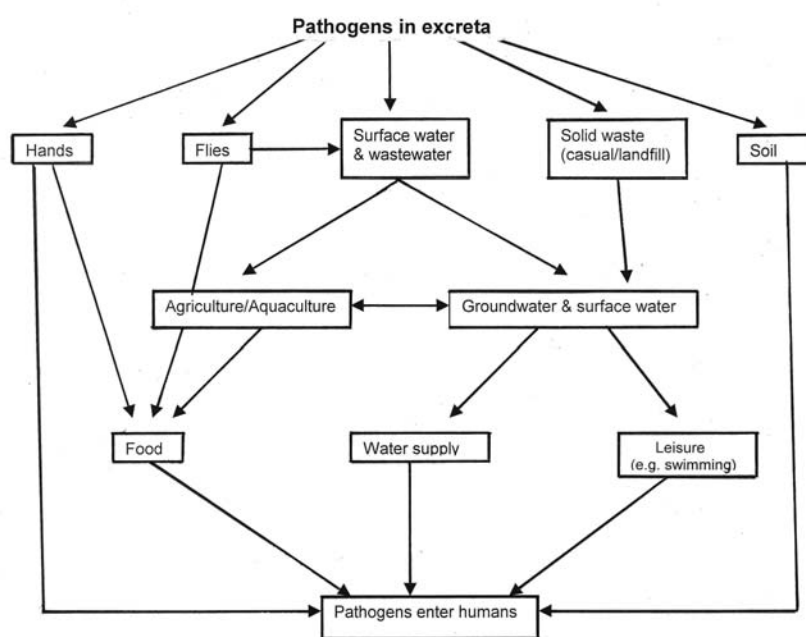 Pathogens in excreta
Hands
Flies
Surface water
& wastewater
Solid waste
(casual/landfill)
Soil
Agriculture/Aquaculture
Groundwater & surface water
Food
Water supply
Leisure
(e.g. swimming)
Pathogens enter humans